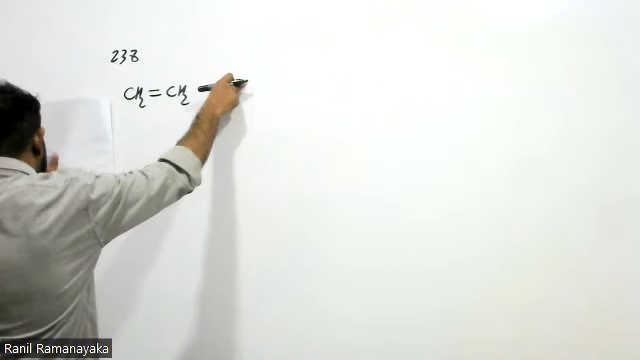 238
CH₂ = CH₂
Ranil Ramanayaka